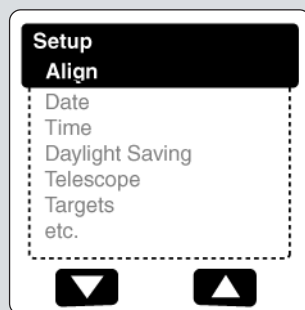 Setup
Align
Date
Time
Daylight Saving
Telescope
Targets
etc.